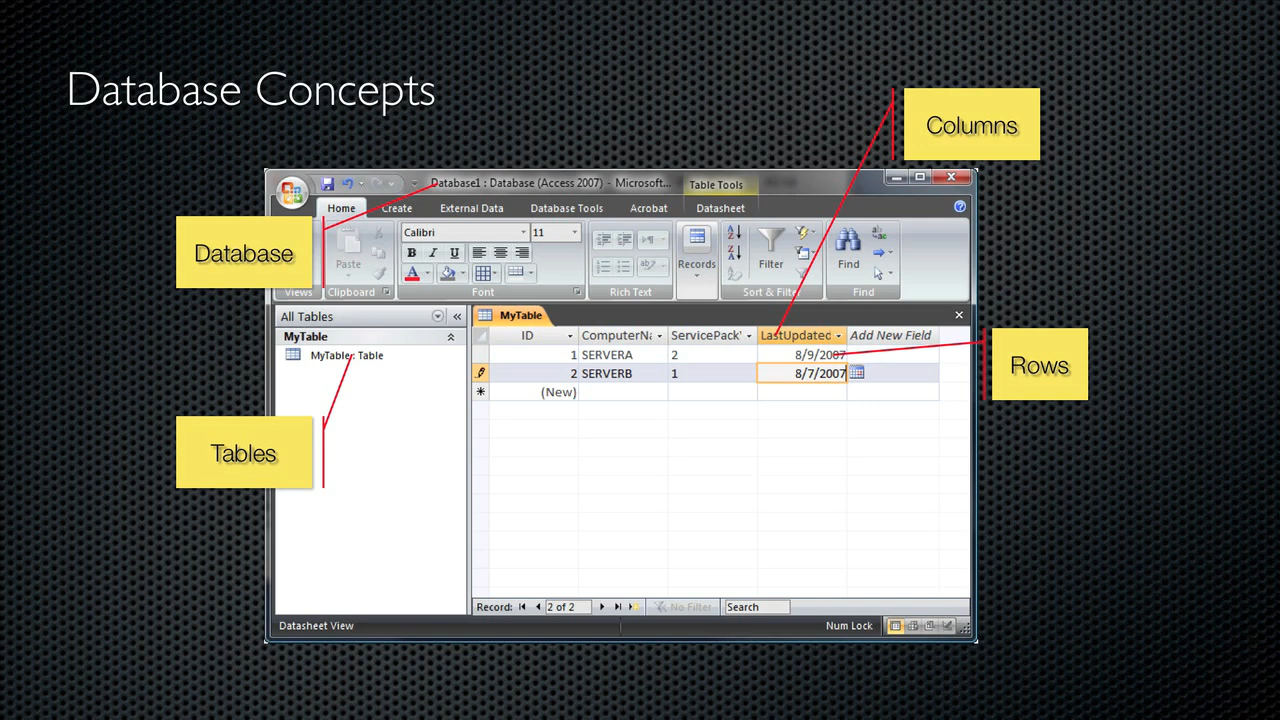 Database Concepts
Columns
Database1 : Database (Access 2007) - Microsoft...
Table Tools
Home Create External Data Database Tools Acrobat Datasheet
Database
Calibri 11
Paste
B I U
A
Records
Filter
Find
Views Clipboard Font Rich Text Sort & Filter Find
All Tables
MyTable
MyTable
MyTable : Table
ID ComputerNa ServicePack LastUpdated Add New Field
1 SERVERA 2 8/9/2007
2 SERVERB 1 8/7/2007
(New)
Rows
Tables
Record: 2 of 2 No Filter Search
Datasheet View Num Lock